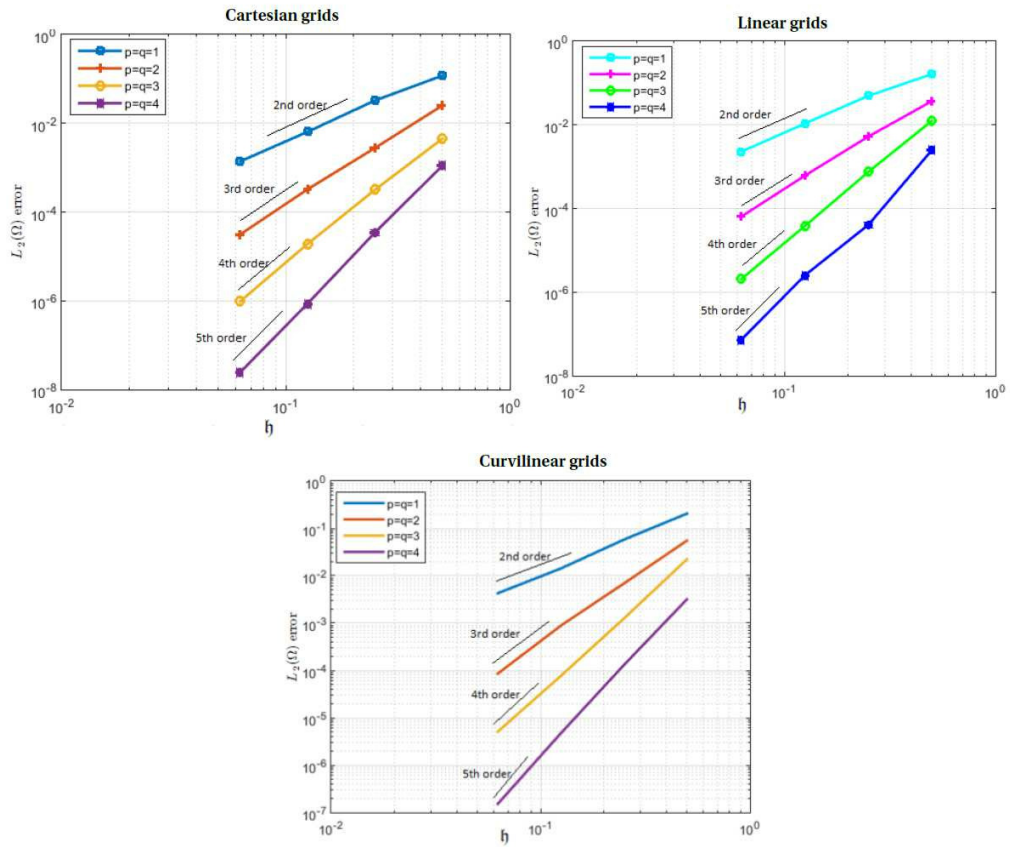 Cartesian grids
10^0
10^-2
10^-4
10^-6
10^-8
L_2(Ω) error
p=q=1
p=q=2
p=q=3
p=q=4
2nd order
3rd order
4th order
5th order
10^-2
10^-1
10^0
𝔥
Linear grids
10^0
10^-2
10^-4
10^-6
10^-8
L_2(Ω) error
p=q=1
p=q=2
p=q=3
p=q=4
2nd order
3rd order
4th order
5th order
10^-2
10^-1
10^0
𝔥
Curvilinear grids
10^0
10^-1
10^-2
10^-3
10^-4
10^-5
10^-6
10^-7
L_2(Ω) error
p=q=1
p=q=2
p=q=3
p=q=4
2nd order
3rd order
4th order
5th order
10^-2
10^-1
10^0
𝔥